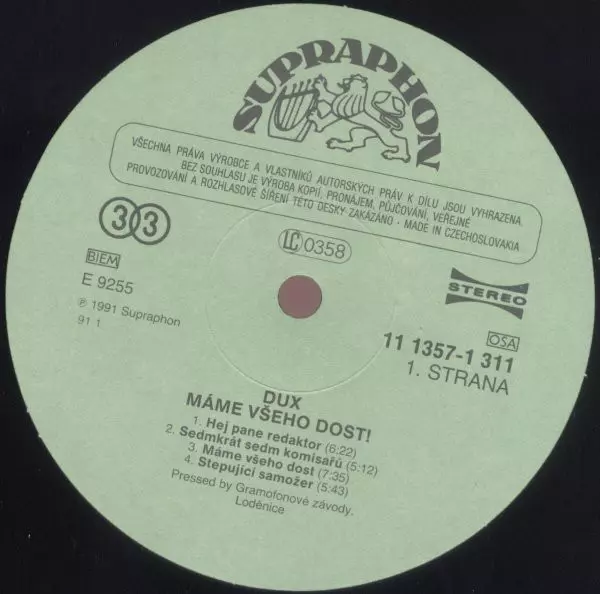 SUPRAPHON
VŠECHNA PRÁVA VÝROBCE A VLASTNÍKŮ AUTORSKÝCH PRÁV K DÍLU JSOU VYHRAZENA.
BEZ SOUHLASU JE VÝROBA KOPIÍ, PRONÁJEM, PŮJČOVÁNÍ, VEŘEJNÉ
PROVOZOVÁNÍ A ROZHLASOVÉ ŠÍŘENÍ TÉTO DESKY ZAKÁZÁNO · MADE IN CZECHOSLOVAKIA
33
LC 0358
BIEM
E 9255
℗ 1991 Supraphon
91 1
STEREO
OSA
11 1357-1 311
1. STRANA
DUX
MÁME VŠEHO DOST!
1. Hej pane redaktor (6:22)
2. Sedmkrát sedm komisařů (5:12)
3. Máme všeho dost (7:35)
4. Stepující samožer (5:43)
Pressed by Gramofonové závody,
Loděnice